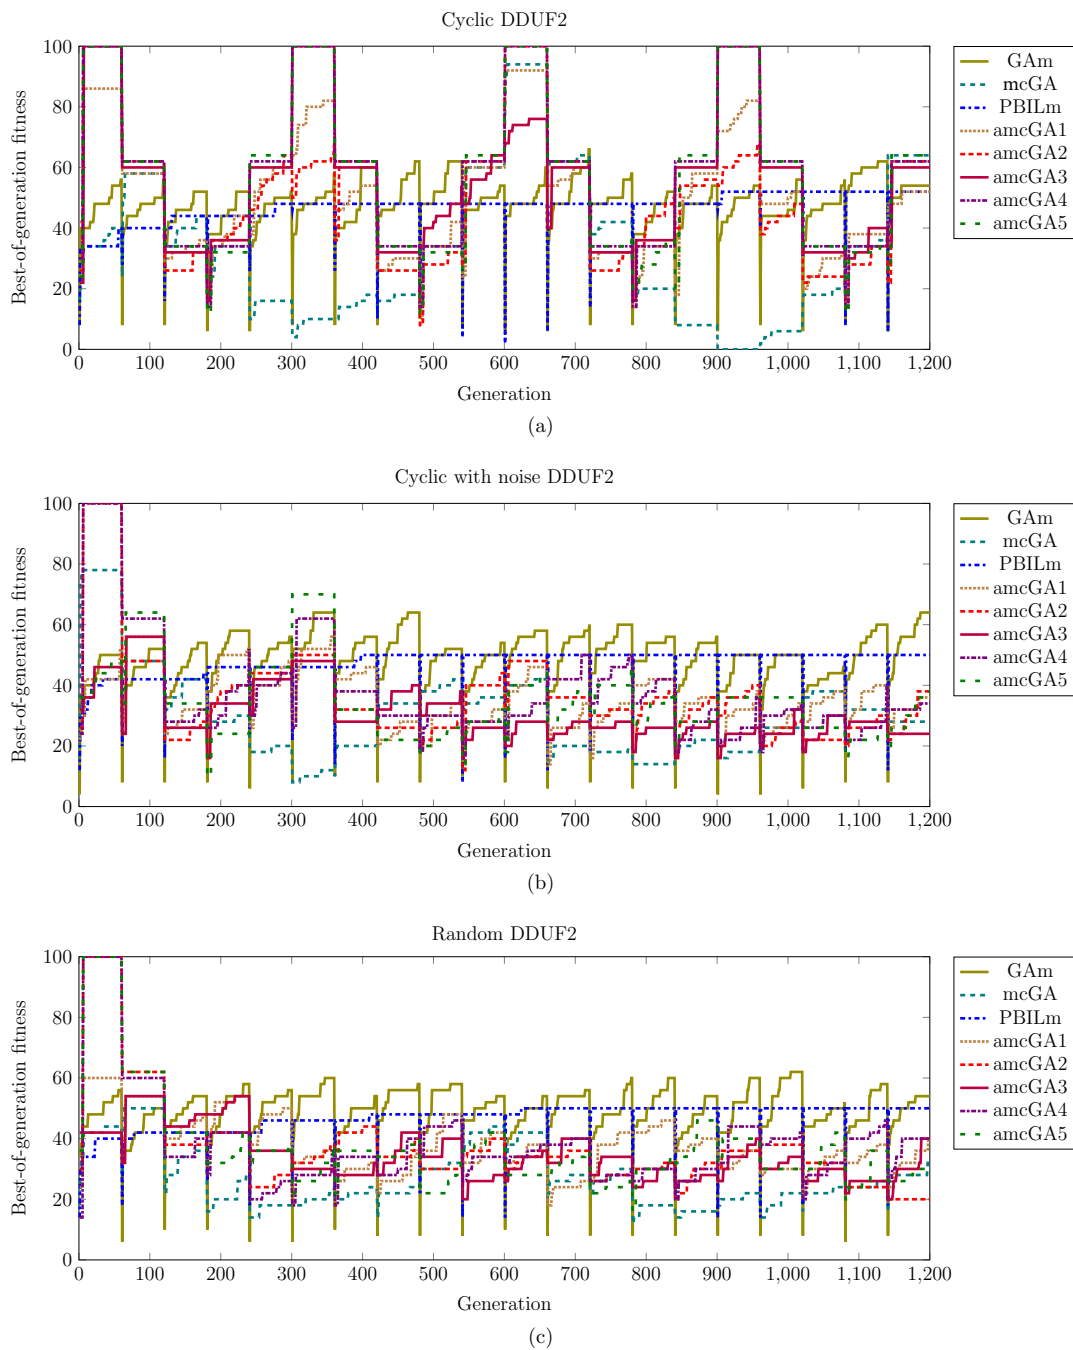 Cyclic DDUF2
Best-of-generation fitness
100
80
60
40
20
0
0 100 200 300 400 500 600 700 800 900 1,000 1,100 1,200
Generation
GAm
mcGA
PBILm
amcGA1
amcGA2
amcGA3
amcGA4
amcGA5
(a)
Cyclic with noise DDUF2
Best-of-generation fitness
100
80
60
40
20
0
0 100 200 300 400 500 600 700 800 900 1,000 1,100 1,200
Generation
GAm
mcGA
PBILm
amcGA1
amcGA2
amcGA3
amcGA4
amcGA5
(b)
Random DDUF2
Best-of-generation fitness
100
80
60
40
20
0
0 100 200 300 400 500 600 700 800 900 1,000 1,100 1,200
Generation
GAm
mcGA
PBILm
amcGA1
amcGA2
amcGA3
amcGA4
amcGA5
(c)